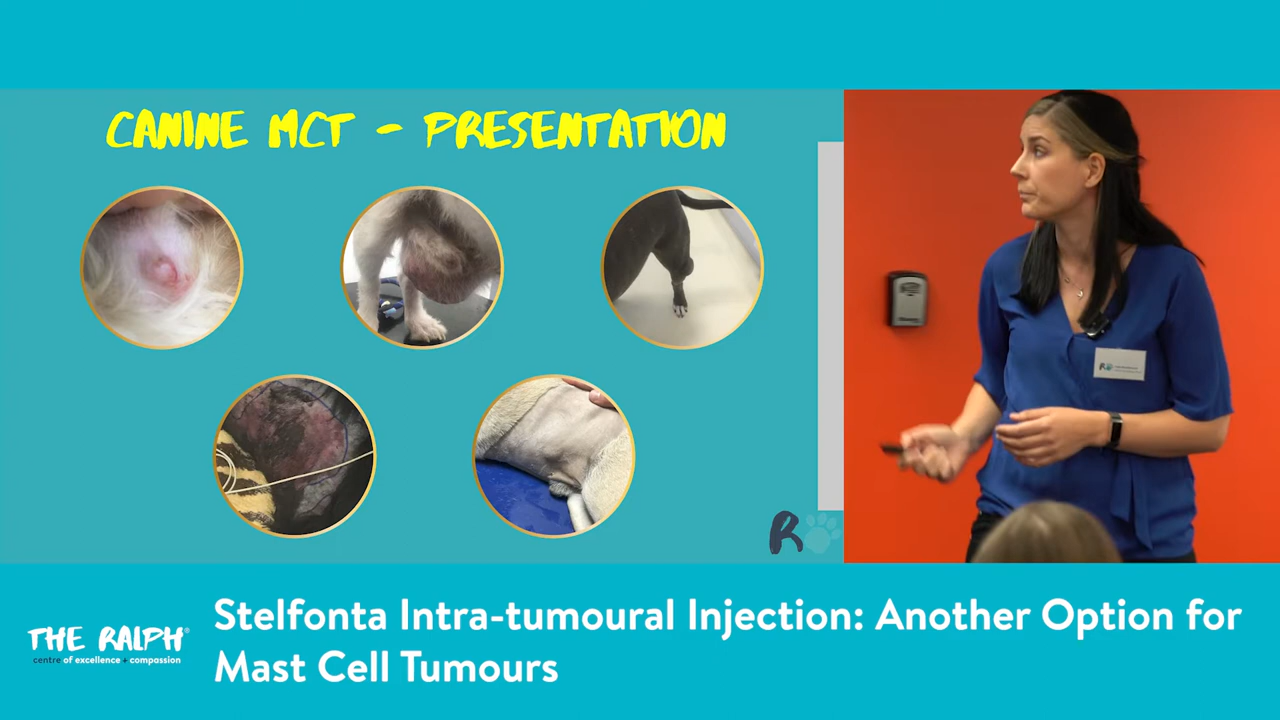 CANINE MCT - PRESENTATION
R
THE RALPH®
centre of excellence + compassion
Stelfonta Intra-tumoural Injection: Another Option for
Mast Cell Tumours